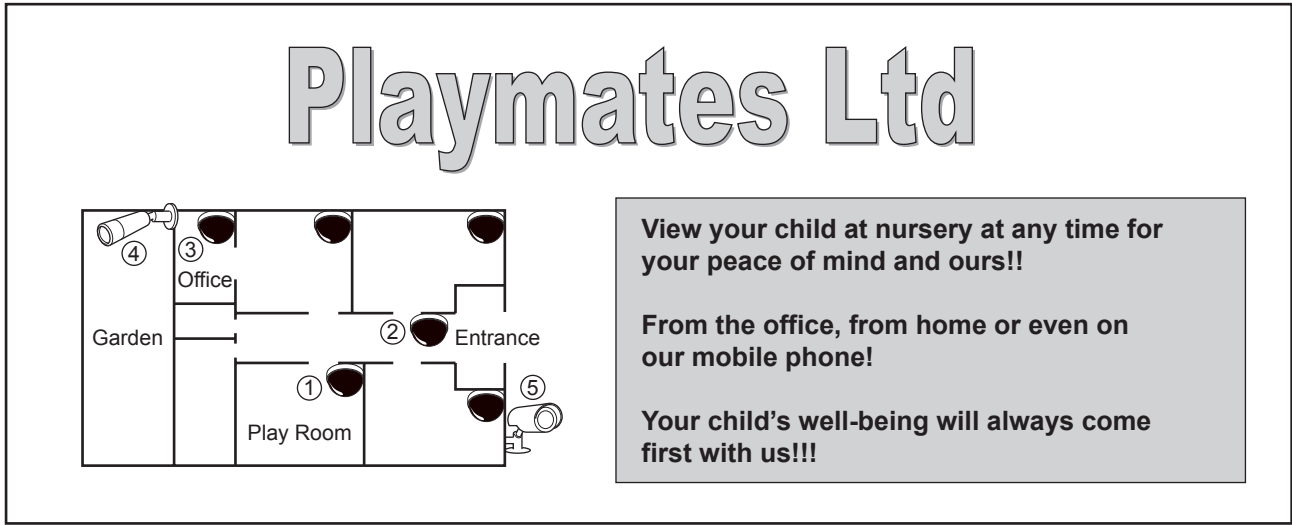 Playmates Ltd
④
③
Office
Garden
②
Entrance
①
⑤
Play Room
View your child at nursery at any time for
your peace of mind and ours!!
From the office, from home or even on
our mobile phone!
Your child’s well-being will always come
first with us!!!